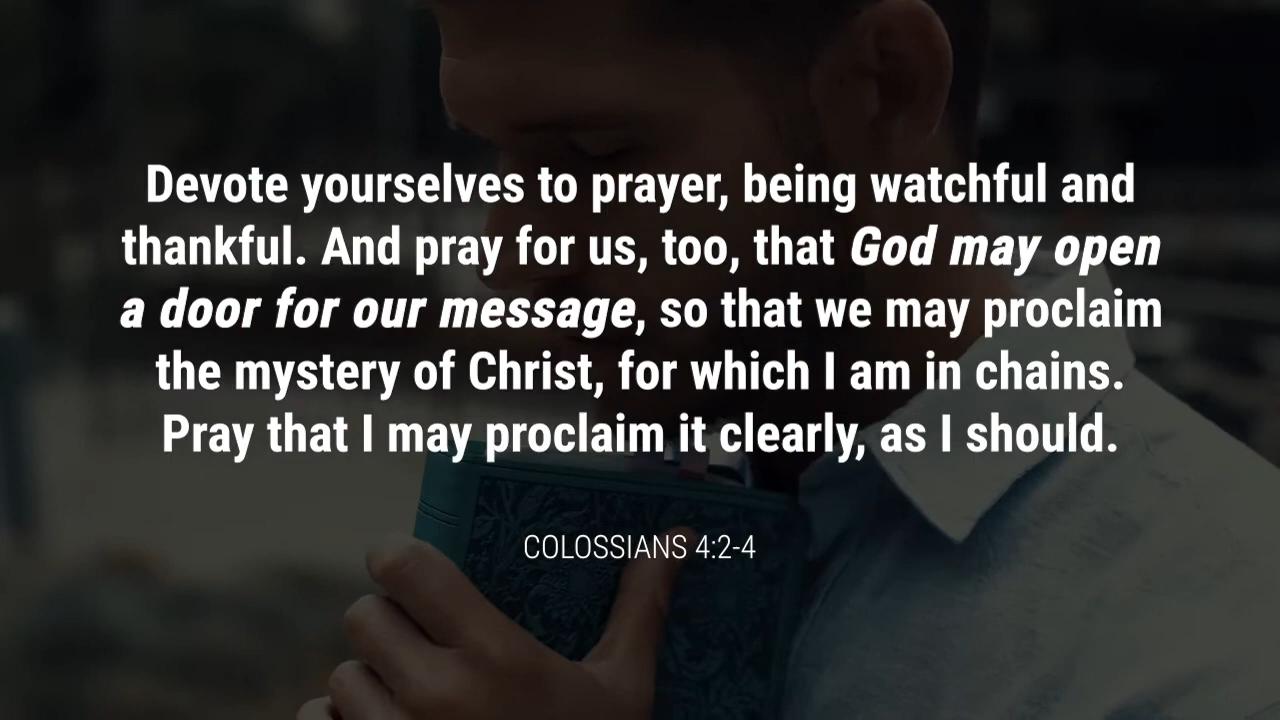 Devote yourselves to prayer, being watchful and
thankful. And pray for us, too, that God may open
a door for our message, so that we may proclaim
the mystery of Christ, for which I am in chains.
Pray that I may proclaim it clearly, as I should.
COLOSSIANS 4:2-4